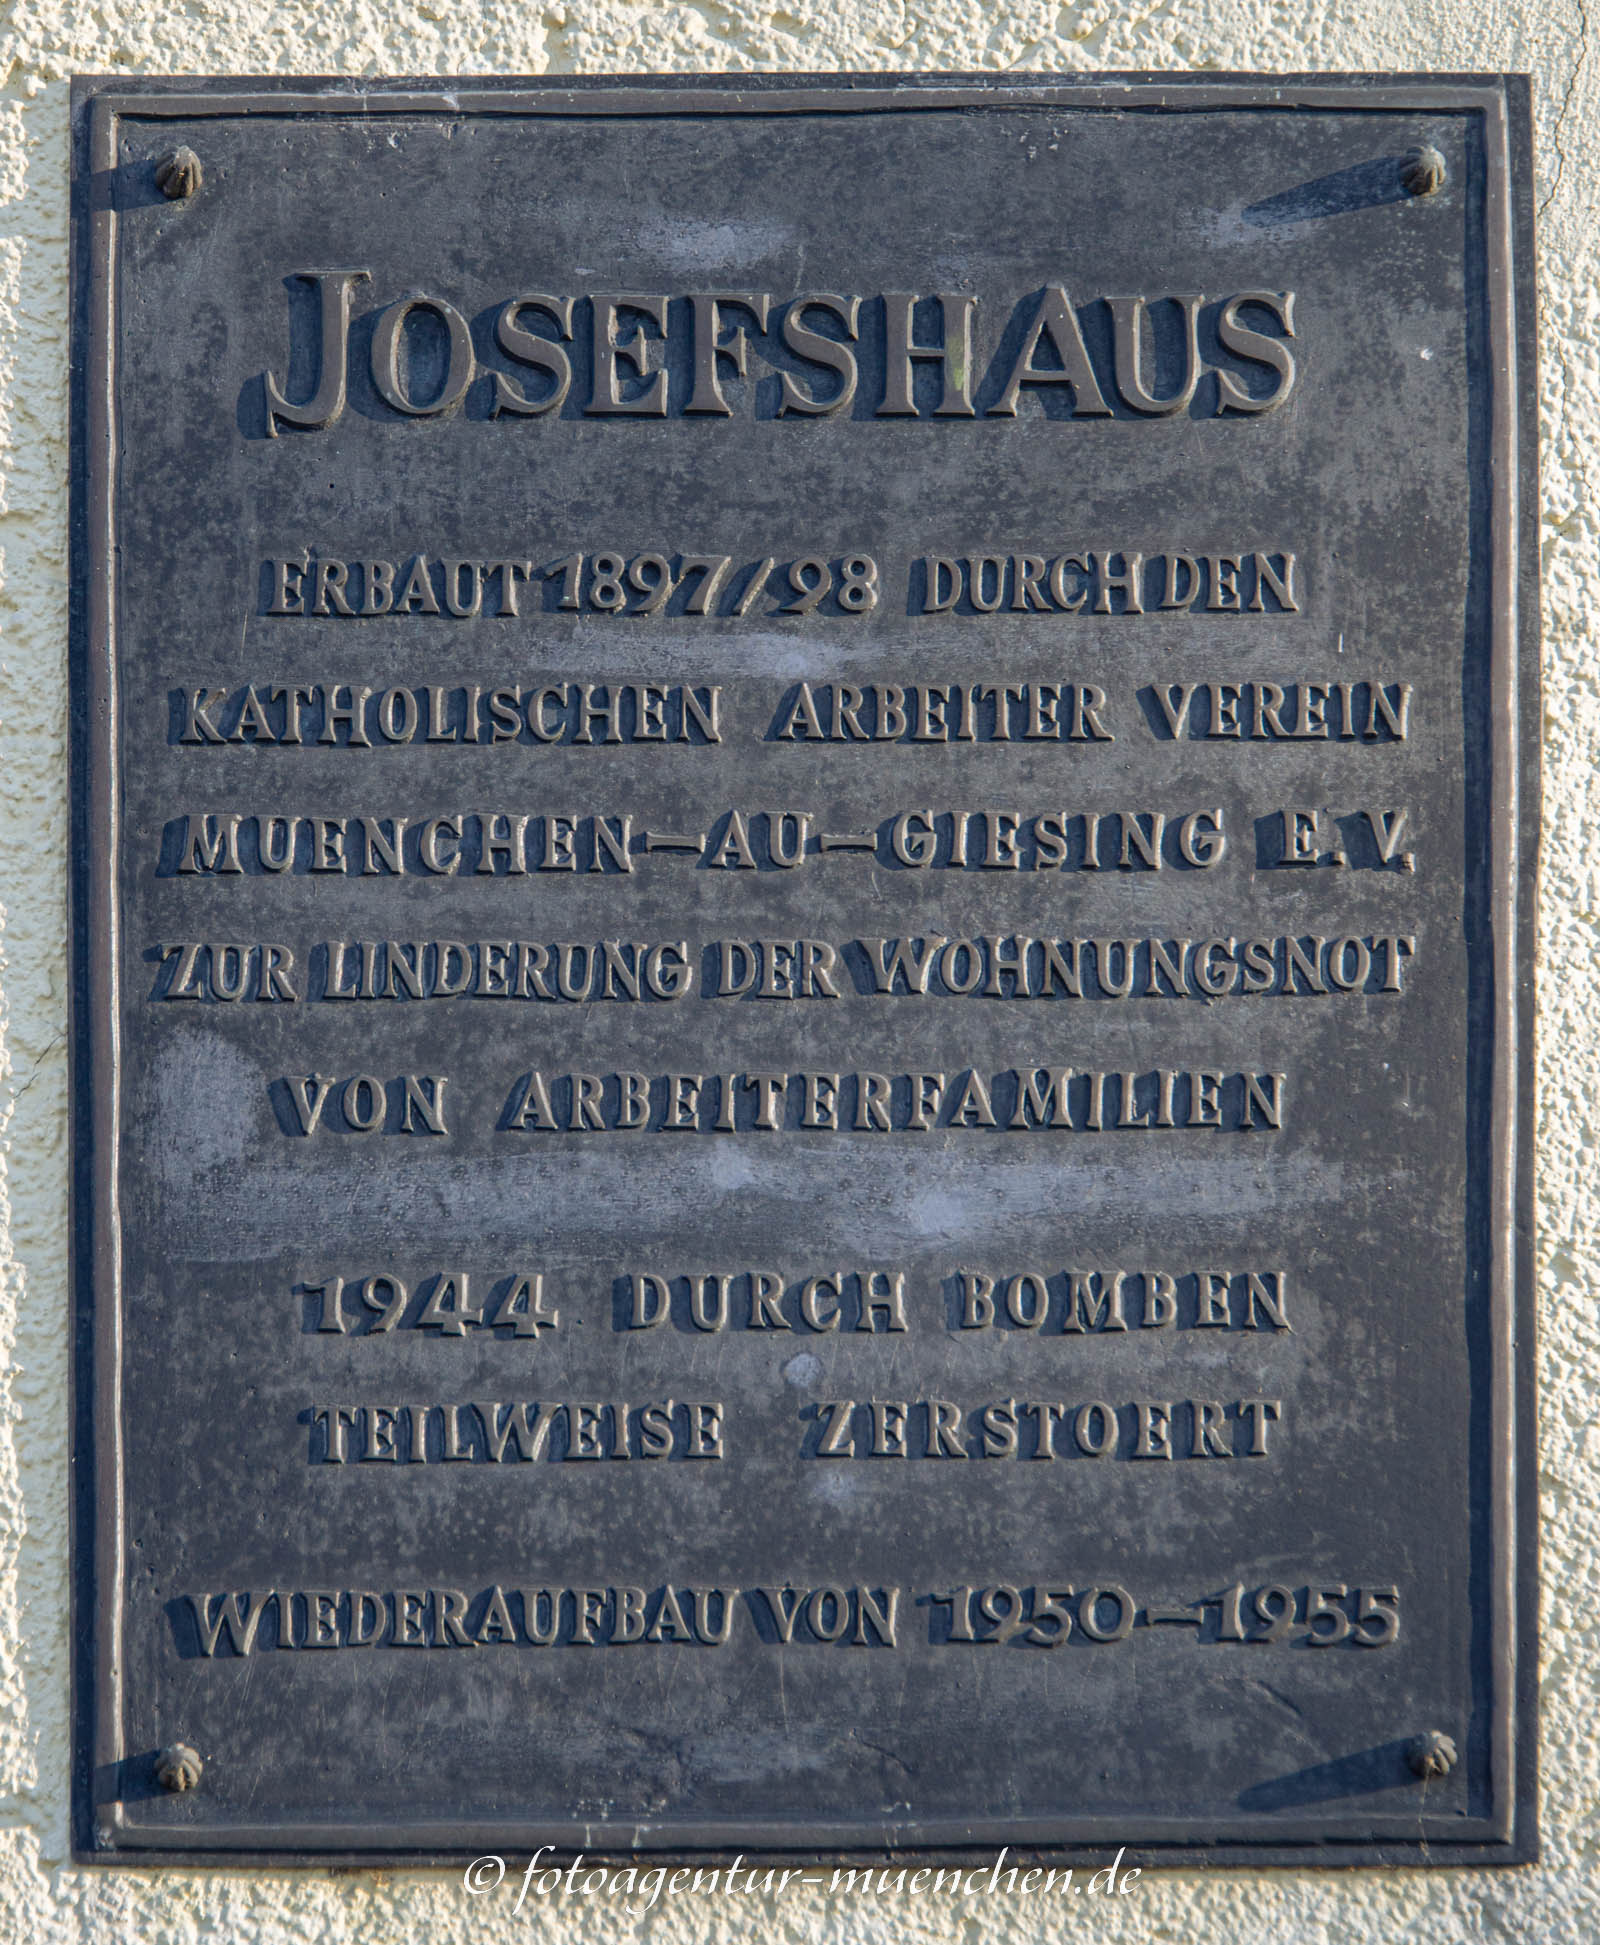 JOSEFSHAUS
ERBAUT 1897/98 DURCH DEN
KATHOLISCHEN ARBEITER VEREIN
MUENCHEN-AU-GIESING E.V.
ZUR LINDERUNG DER WOHNUNGSNOT
VON ARBEITERFAMILIEN
1944 DURCH BOMBEN
TEILWEISE ZERSTOERT
WIEDERAUFBAU VON 1950-1955
© fotoagentur-muenchen.de